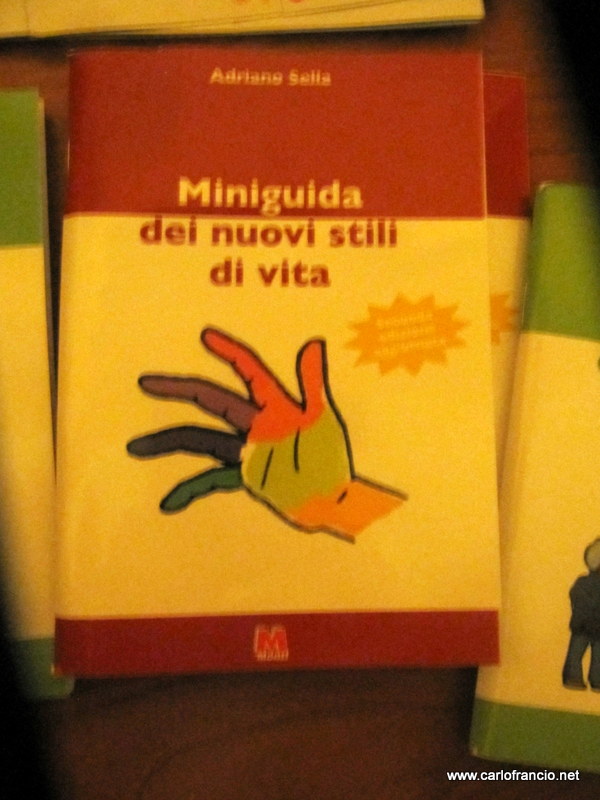 Adriano Sella
Miniguida
dei nuovi stili
di vita
M
www.carlofrancio.net